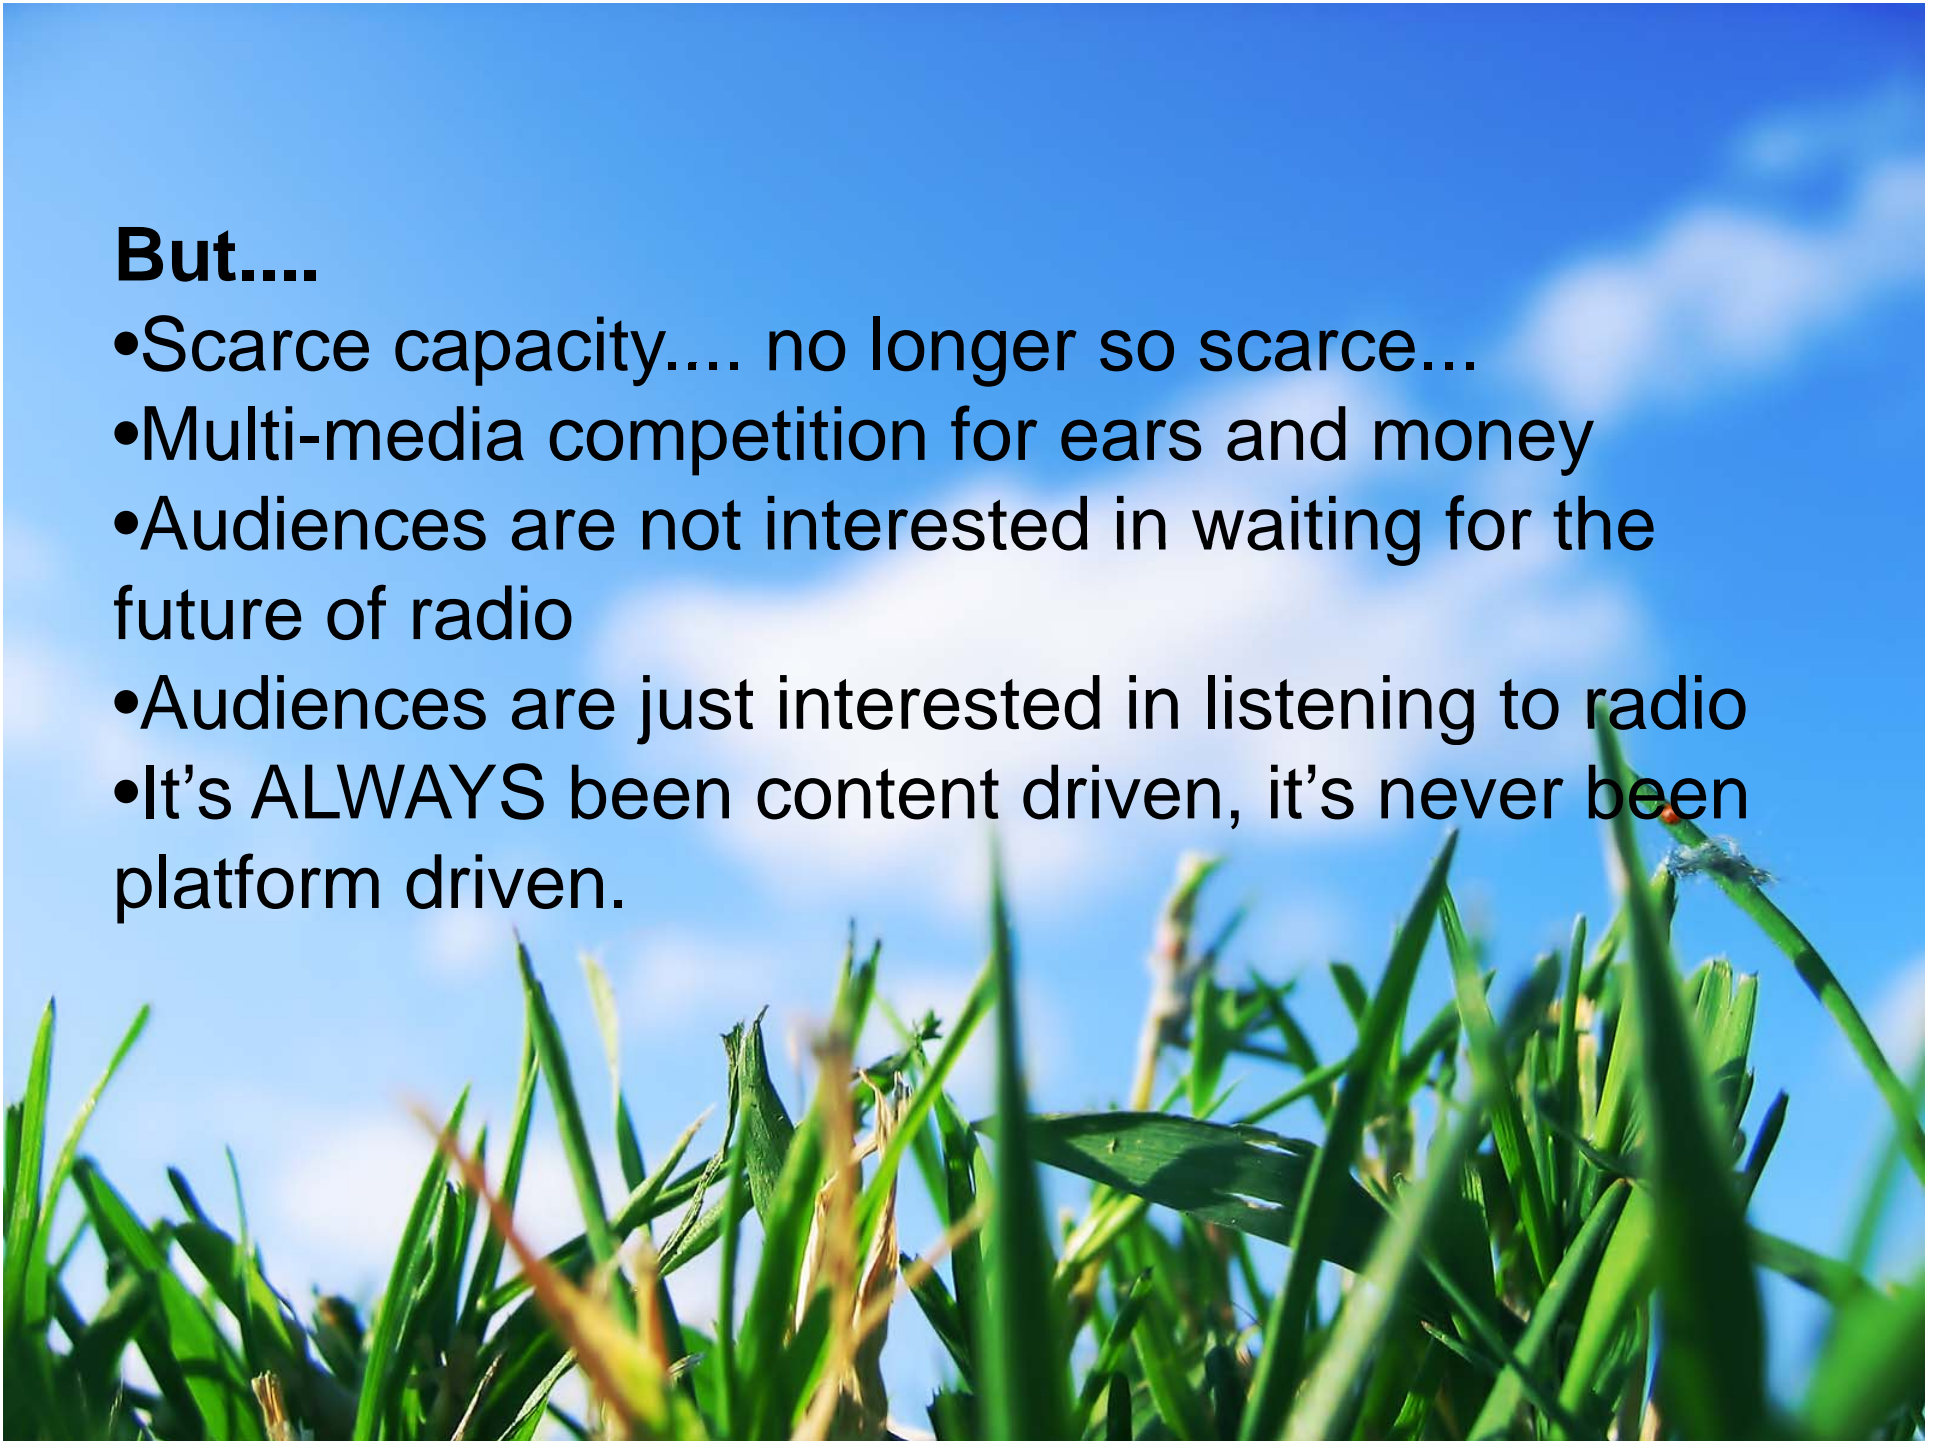 But....
•Scarce capacity.... no longer so scarce...
•Multi-media competition for ears and money
•Audiences are not interested in waiting for the
future of radio
•Audiences are just interested in listening to radio
•It’s ALWAYS been content driven, it’s never been
platform driven.